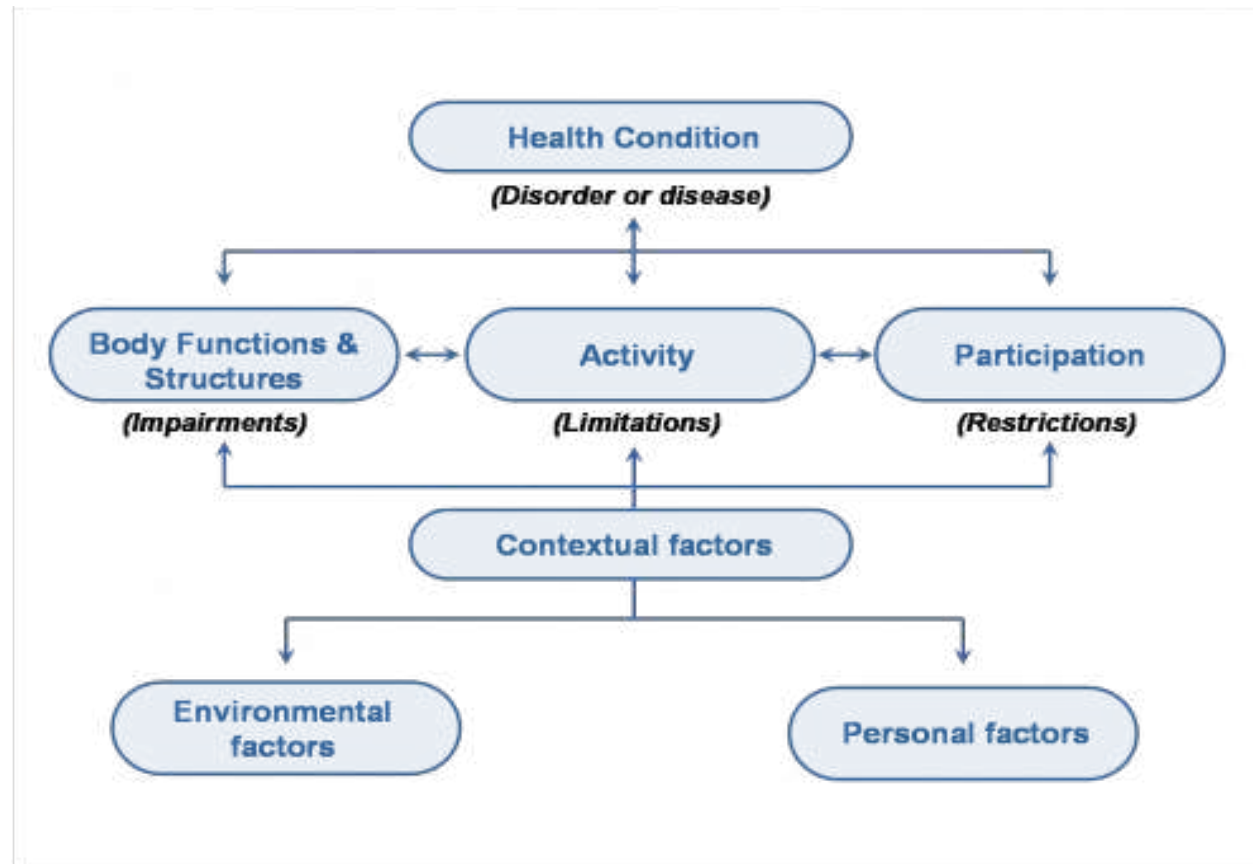 Health Condition
(Disorder or disease)
Body Functions &
Structures
Activity
Participation
(Impairments)
(Limitations)
(Restrictions)
Contextual factors
Environmental
factors
Personal factors